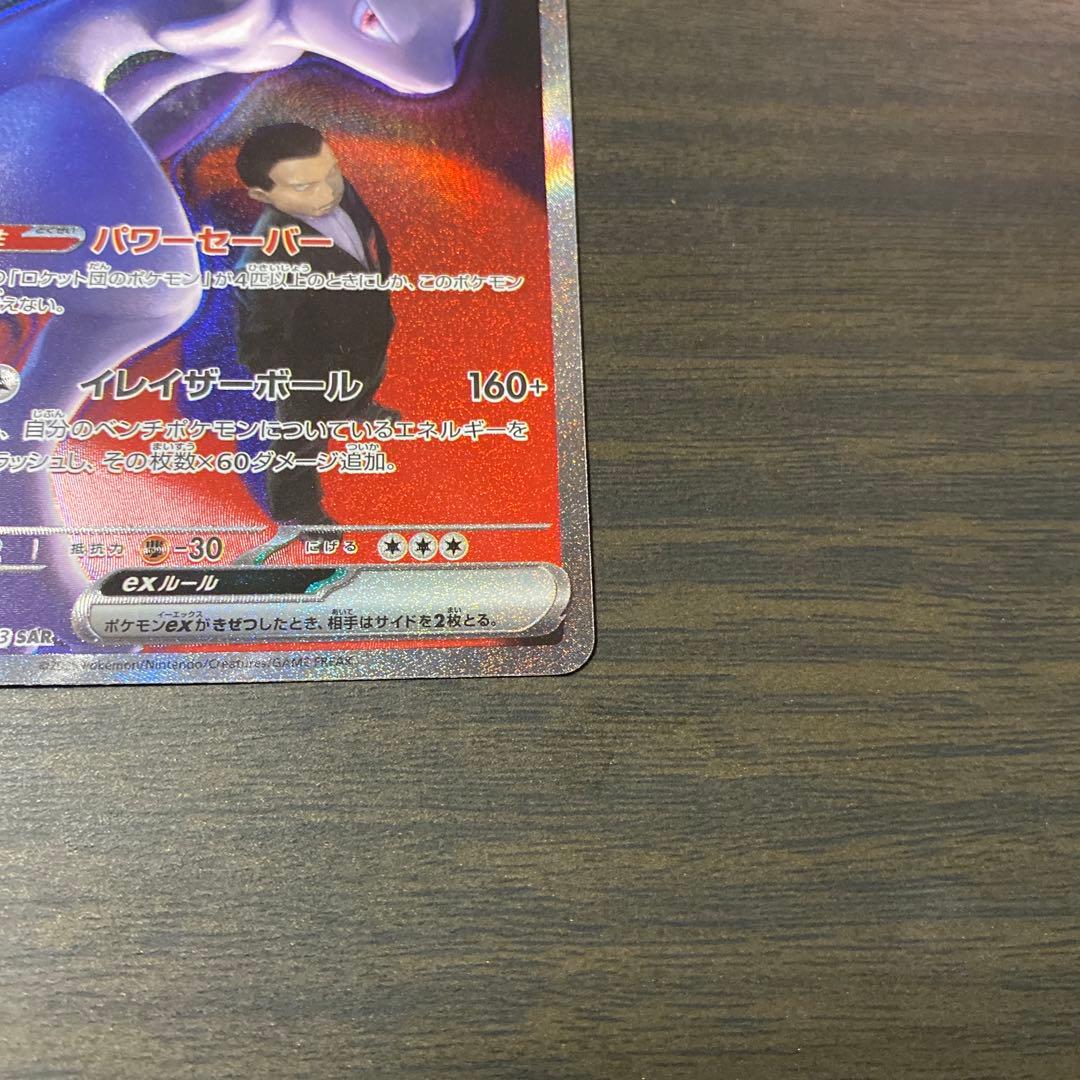 とくせい
パワーセーバー
「ロケット団のポケモン」が4匹以上のときにしか、このポケモン
えない。
イレイザーボール 160+
、自分のベンチポケモンについているエネルギーを
ラッシュし、その枚数×60ダメージ追加。
抵抗力 -30 にげる
exルール
ポケモンexがきぜつしたとき、相手はサイドを2枚とる。
SAR
Pokémon/Nintendo/Creatures/GAME FREAK